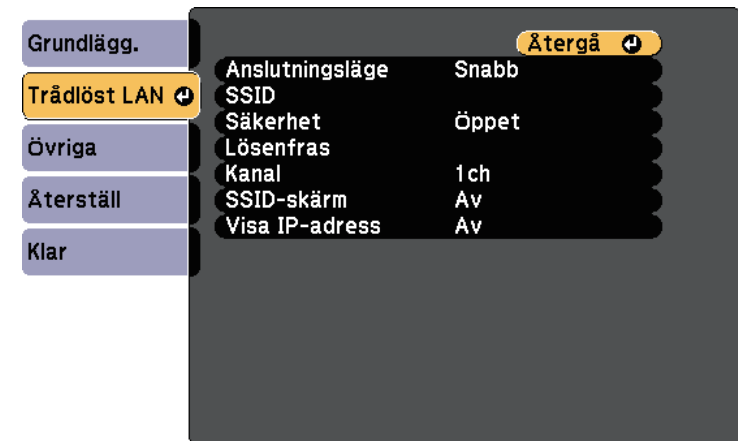 Grundlägg.
Trådlöst LAN
Övriga
Återställ
Klar
Återgå
Anslutningsläge Snabb
SSID
Säkerhet Öppet
Lösenfras
Kanal 1ch
SSID-skärm Av
Visa IP-adress Av